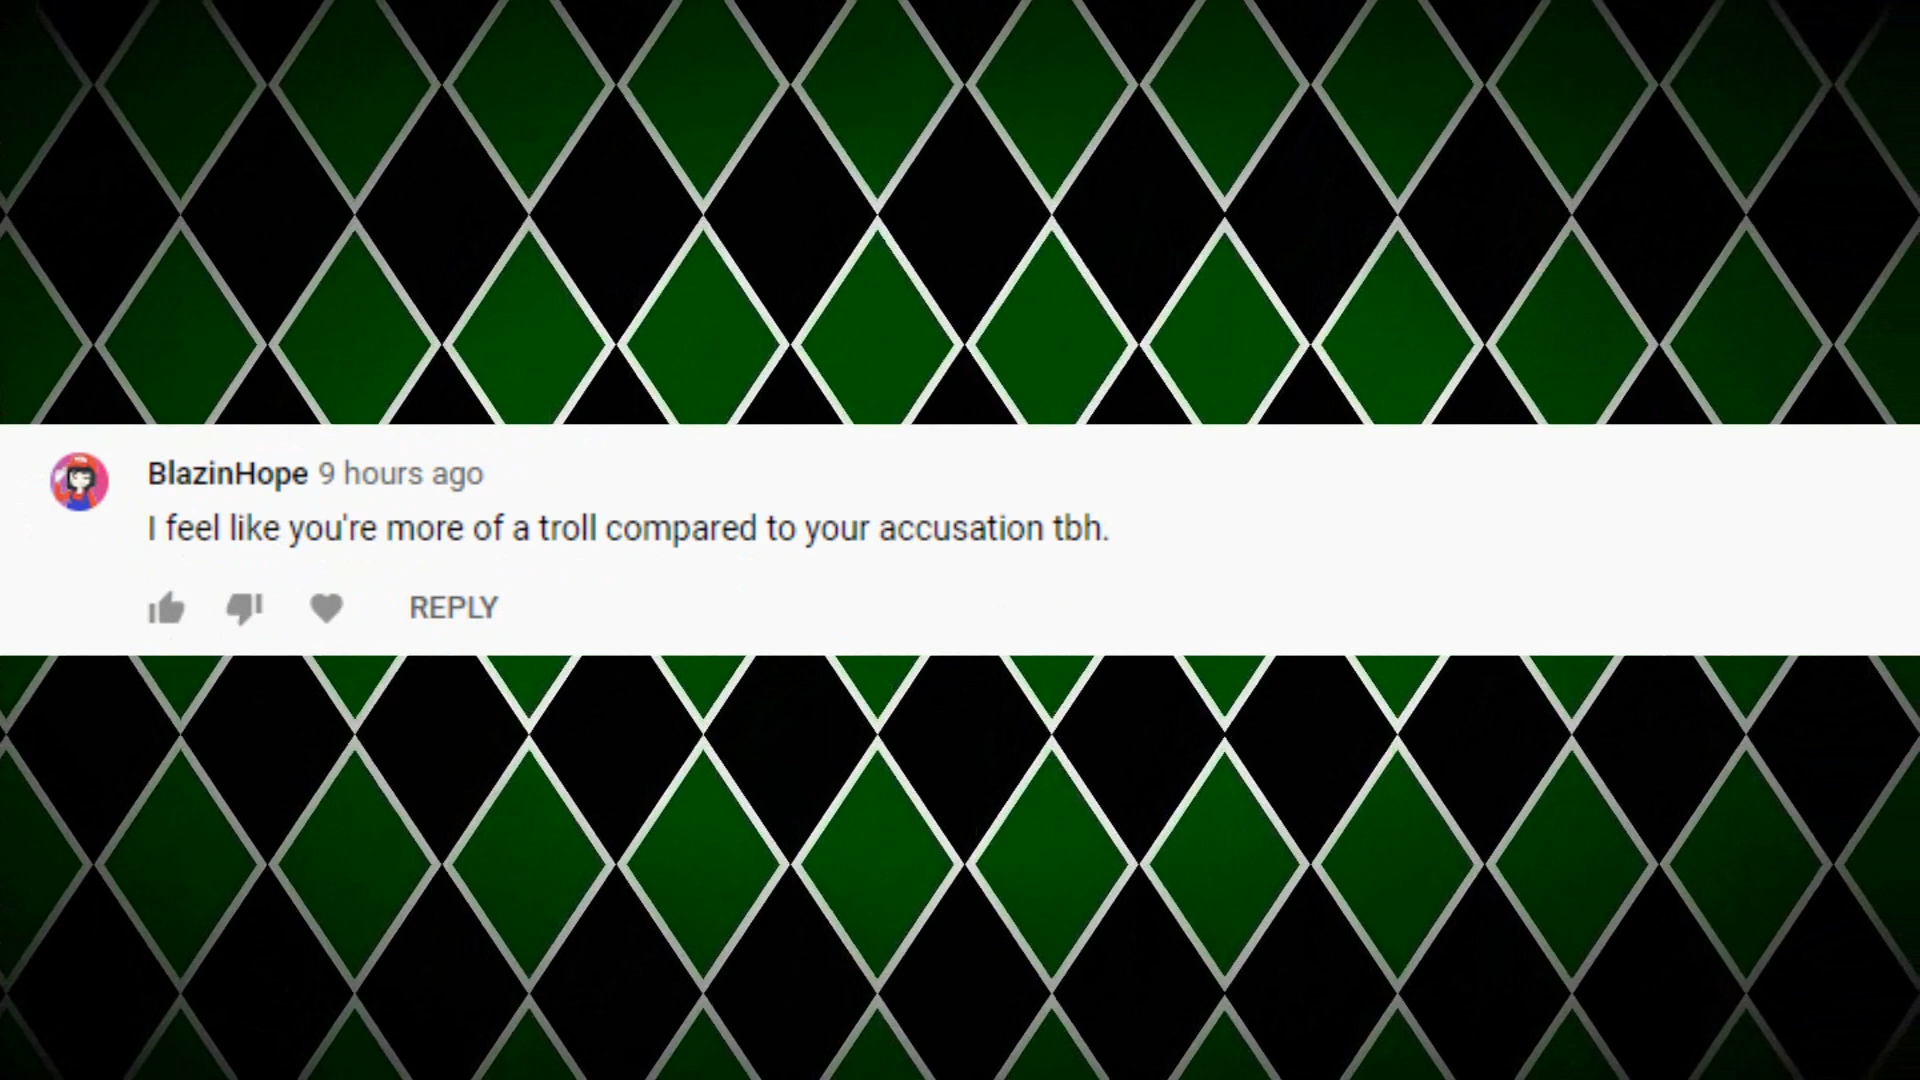 BlazinHope 9 hours ago
I feel like you're more of a troll compared to your accusation tbh.
REPLY